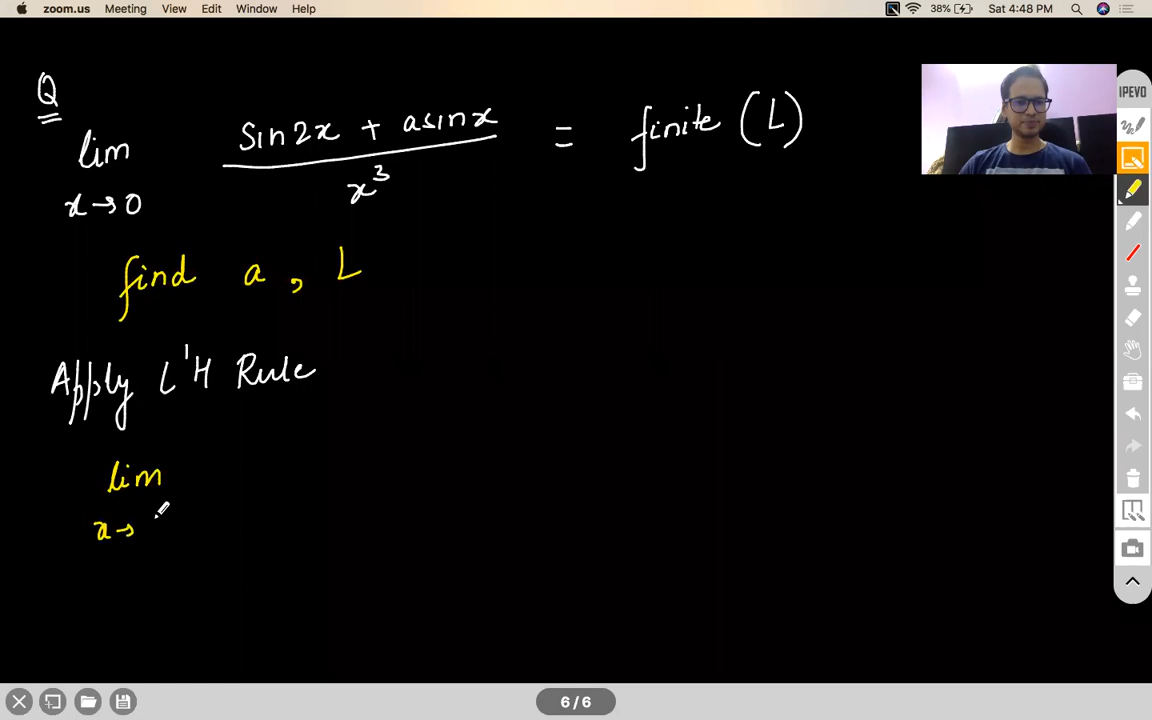 zoom.us Meeting View Edit Window Help 38% Sat 4:48 PM
Q
lim x→0 sin2x + asinx / x³ = finite (L)
find a , L
Apply L'H Rule
lim
x→
IPEVO
6 / 6